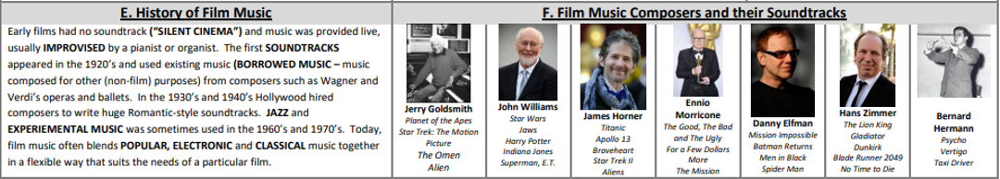 E. History of Film Music
Early films had no soundtrack ("SILENT CINEMA") and music was provided live,
usually IMPROVISED by a pianist or organist. The first SOUNDTRACKS
appeared in the 1920's and used existing music (BORROWED MUSIC – music
composed for other (non-film) purposes) from composers such as Wagner and
Verdi's operas and ballets. In the 1930's and 1940's Hollywood hired
composers to write huge Romantic-style soundtracks. JAZZ and
EXPERIEMENTAL MUSIC was sometimes used in the 1960's and 1970's. Today,
film music often blends POPULAR, ELECTRONIC and CLASSICAL music together
in a flexible way that suits the needs of a particular film.
F. Film Music Composers and their Soundtracks
Jerry Goldsmith
Planet of the Apes
Star Trek: The Motion
Picture
The Omen
Alien
John Williams
Star Wars
Jaws
Harry Potter
Indiana Jones
Superman, E.T.
James Horner
Titanic
Apollo 13
Braveheart
Star Trek II
Aliens
Ennio
Morricone
The Good, The Bad
and The Ugly
For a Few Dollars
More
The Mission
Danny Elfman
Mission Impossible
Batman Returns
Men in Black
Spider Man
Hans Zimmer
The Lion King
Gladiator
Dunkirk
Blade Runner 2049
No Time to Die
Bernard
Hermann
Psycho
Vertigo
Taxi Driver